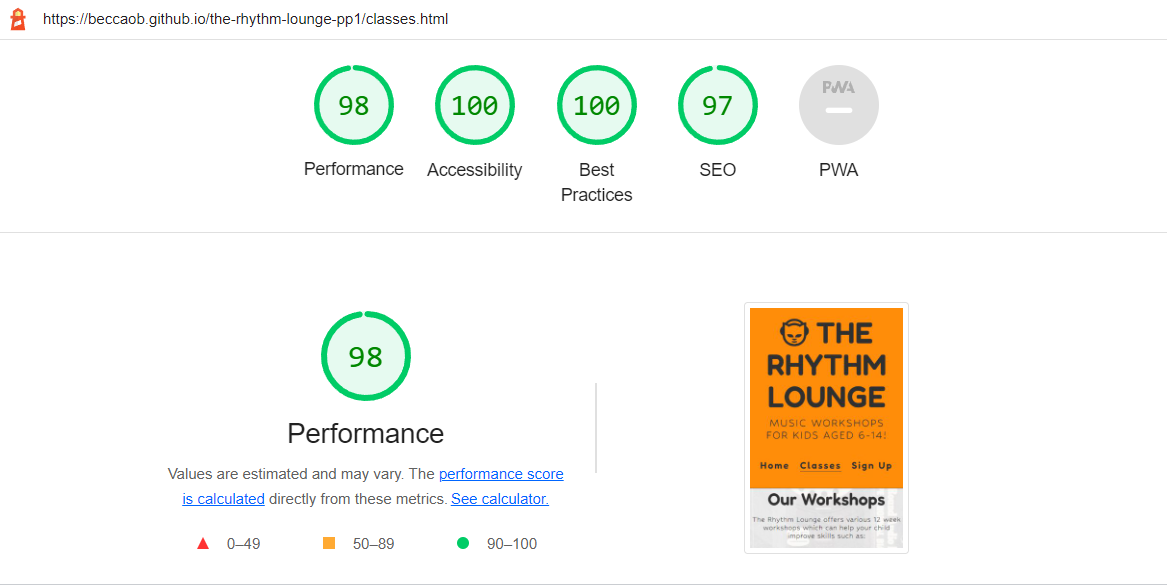 https://beccaob.github.io/the-rhythm-lounge-pp1/classes.html
98
100
100
97
PWA
Performance
Accessibility
Best
Practices
SEO
PWA
98
Performance
Values are estimated and may vary. The performance score
is calculated directly from these metrics. See calculator.
0–49
50–89
90–100
THE
RHYTHM
LOUNGE
MUSIC WORKSHOPS
FOR KIDS AGED 6-14!
Home Classes Sign Up
Our Workshops
The Rhythm Lounge offers various 12 week
workshops which can help your child
improve skills such as: